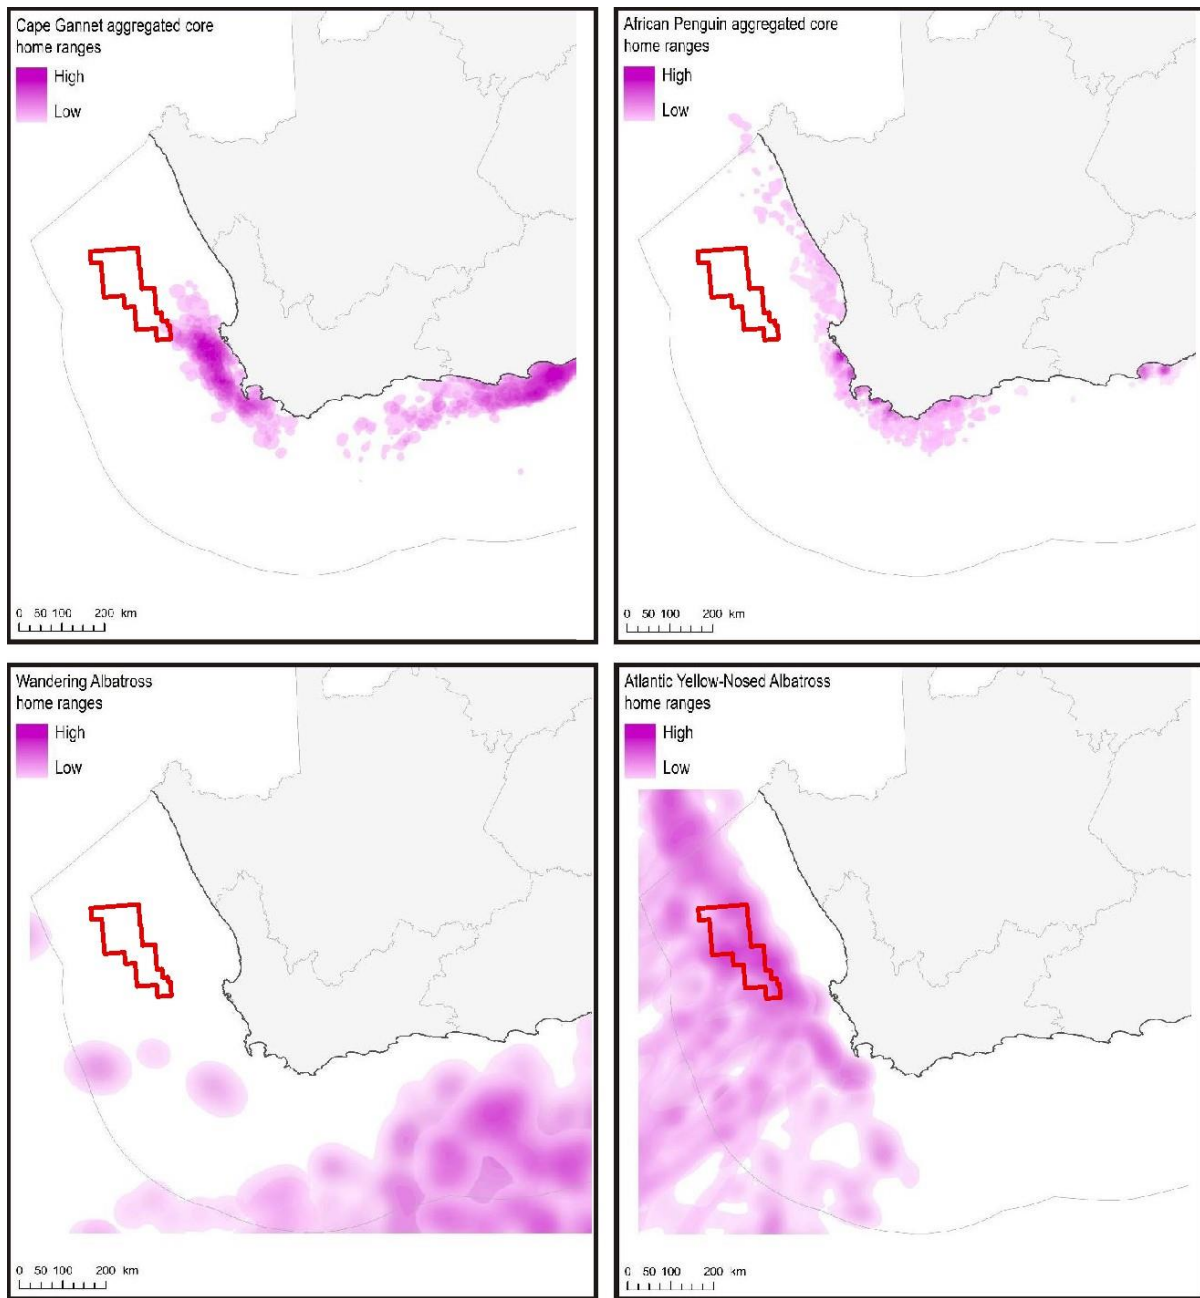 Cape Gannet aggregated core
home ranges
High
Low
0 50 100 200 km
African Penguin aggregated core
home ranges
High
Low
0 50 100 200 km
Wandering Albatross
home ranges
High
Low
0 50 100 200 km
Atlantic Yellow-Nosed Albatross
home ranges
High
Low
0 50 100 200 km